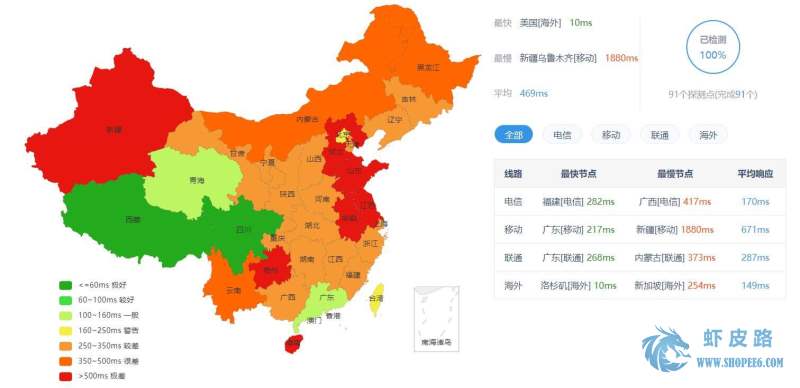 最快 美国[海外] 10ms
最慢 新疆乌鲁木齐[移动] 1880ms
平均 469ms
已检测
100%
91个探测点(完成91个)
全部 电信 移动 联通 海外
线路 最快节点 最慢节点 平均响应
电信 福建[电信] 282ms 广西[电信] 417ms 170ms
移动 广东[移动] 217ms 新疆[移动] 1880ms 671ms
联通 广东[联通] 268ms 内蒙古[联通] 373ms 287ms
海外 洛杉矶[海外] 10ms 新加坡[海外] 254ms 149ms
黑龙江
吉林
辽宁
内蒙古
新疆
甘肃
宁夏
山西
山东
青海
陕西
河南
江苏
安徽
上海
西藏
四川
重庆
湖北
浙江
湖南
江西
贵州
福建
云南
广西
广东
台湾
香港
澳门
海南
南海诸岛
<=60ms 极好
60~100ms 较好
100~160ms 一般
160~250ms 警告
250~350ms 较差
350~500ms 很差
>500ms 极差
虾皮路
WWW.SHOPEE6.COM